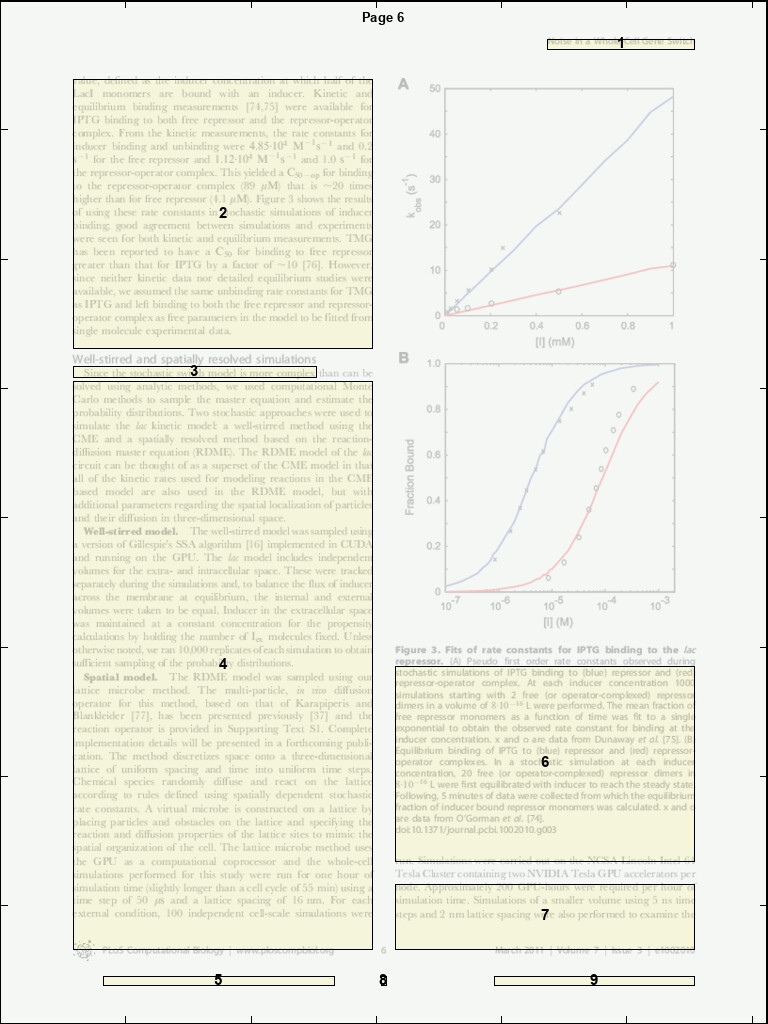 Page 6
Noise in a Whole-Cell Gene Switch
1
value, defined as the inducer concentration at which half of the
LacI monomers are bound with an inducer. Kinetic and
equilibrium binding measurements [74,75] were available for
IPTG binding to both free repressor and the repressor-operator
complex. From the kinetic measurements, the rate constants for
inducer binding and unbinding were 4.85·10⁴ M⁻¹s⁻¹ and 0.2
s⁻¹ for the free repressor and 1.12·10⁴ M⁻¹s⁻¹ and 1.0 s⁻¹ for
the repressor-operator complex. This yielded a C₅₀₋ₒₚ for binding
to the repressor-operator complex (89 μM) that is ~20 times
higher than for free repressor (4.1 μM). Figure 3 shows the results
of using these rate constants in stochastic simulations of inducer
2
binding; good agreement between simulations and experiments
were seen for both kinetic and equilibrium measurements. TMG
has been reported to have a C₅₀ for binding to free repressor
greater than that for IPTG by a factor of ~10 [76]. However,
since neither kinetic data nor detailed equilibrium studies were
available, we assumed the same unbinding rate constants for TMG
as IPTG and left binding to both the free repressor and repressor-
operator complex as free parameters in the model to be fitted from
single molecule experimental data.
Well-stirred and spatially resolved simulations
3
Since the stochastic switch model is more complex than can be
solved using analytic methods, we used computational Monte
Carlo methods to sample the master equation and estimate the
probability distributions. Two stochastic approaches were used to
simulate the lac kinetic model: a well-stirred method using the
CME and a spatially resolved method based on the reaction-
diffusion master equation (RDME). The RDME model of the lac
circuit can be thought of as a superset of the CME model in that
all of the kinetic rates used for modeling reactions in the CME
based model are also used in the RDME model, but with
additional parameters regarding the spatial localization of particles
and their diffusion in three-dimensional space.
Well-stirred model. The well-stirred model was sampled using
a version of Gillespie's SSA algorithm [16] implemented in CUDA
and running on the GPU. The lac model includes independent
volumes for the extra- and intracellular space. These were tracked
separately during the simulations and, to balance the flux of inducer
across the membrane at equilibrium, the internal and external
volumes were taken to be equal. Inducer in the extracellular space
was maintained at a constant concentration for the propensity
calculations by holding the number of Iₑₓ molecules fixed. Unless
otherwise noted, we ran 10,000 replicates of each simulation to obtain
sufficient sampling of the probability distributions.
4
Spatial model. The RDME model was sampled using our
lattice microbe method. The multi-particle, in situ diffusion
operator for this method, based on that of Karapiperis and
Blankleider [77], has been presented previously [37] and the
reaction operator is provided in Supporting Text S1. Complete
implementation details will be presented in a forthcoming publi-
cation. The method discretizes space onto a three-dimensional
lattice of uniform spacing and time into uniform time steps.
Chemical species randomly diffuse and react on the lattice
according to rules defined using spatially dependent stochastic
rate constants. A virtual microbe is constructed on a lattice by
placing particles and obstacles on the lattice and specifying the
reaction and diffusion properties of the lattice sites to mimic the
spatial organization of the cell. The lattice microbe method uses
the GPU as a computational coprocessor and the whole-cell
simulations performed for this study were run for one hour of
simulation time (slightly longer than a cell cycle of 55 min) using a
time step of 50 μs and a lattice spacing of 16 nm. For each
external condition, 100 independent cell-scale simulations were
A
50
40
30
20
10
0
k obs (s⁻¹)
0 0.2 0.4 0.6 0.8 1
[I] (mM)
B
1.0
0.8
0.6
0.4
0.2
0
Fraction Bound
10⁻⁷ 10⁻⁶ 10⁻⁵ 10⁻⁴ 10⁻³
[I] (M)
Figure 3. Fits of rate constants for IPTG binding to the lac
repressor. (A) Pseudo first order rate constants observed during
stochastic simulations of IPTG binding to (blue) repressor and (red)
repressor-operator complex. At each inducer concentration 1000
simulations starting with 2 free (or operator-complexed) repressor
dimers in a volume of 8·10⁻¹⁶ L were performed. The mean fraction of
free repressor monomers as a function of time was fit to a single
exponential to obtain the observed rate constant for binding at the
inducer concentration. x and o are data from Dunaway et al. [75]. (B)
Equilibrium binding of IPTG to (blue) repressor and (red) repressor-
operator complexes. In a stochastic simulation at each inducer
6
concentration, 20 free (or operator-complexed) repressor dimers in
8·10⁻¹⁶ L were first equilibrated with inducer to reach the steady state.
Following, 5 minutes of data were collected from which the equilibrium
fraction of inducer bound repressor monomers was calculated. x and o
are data from O'Gorman et al. [74].
doi:10.1371/journal.pcbi.1002010.g003
run. Simulations were carried out on the NCSA Lincoln Intel 64
Tesla Cluster containing two NVIDIA Tesla GPU accelerators per
node. Approximately 200 GPU-hours were required per hour of
simulation time. Simulations of a smaller volume using 5 ns time
steps and 2 nm lattice spacing were also performed to examine the
7
PLoS Computational Biology | www.ploscompbiol.org
6
March 2011 | Volume 7 | Issue 3 | e1002010
5
8
9